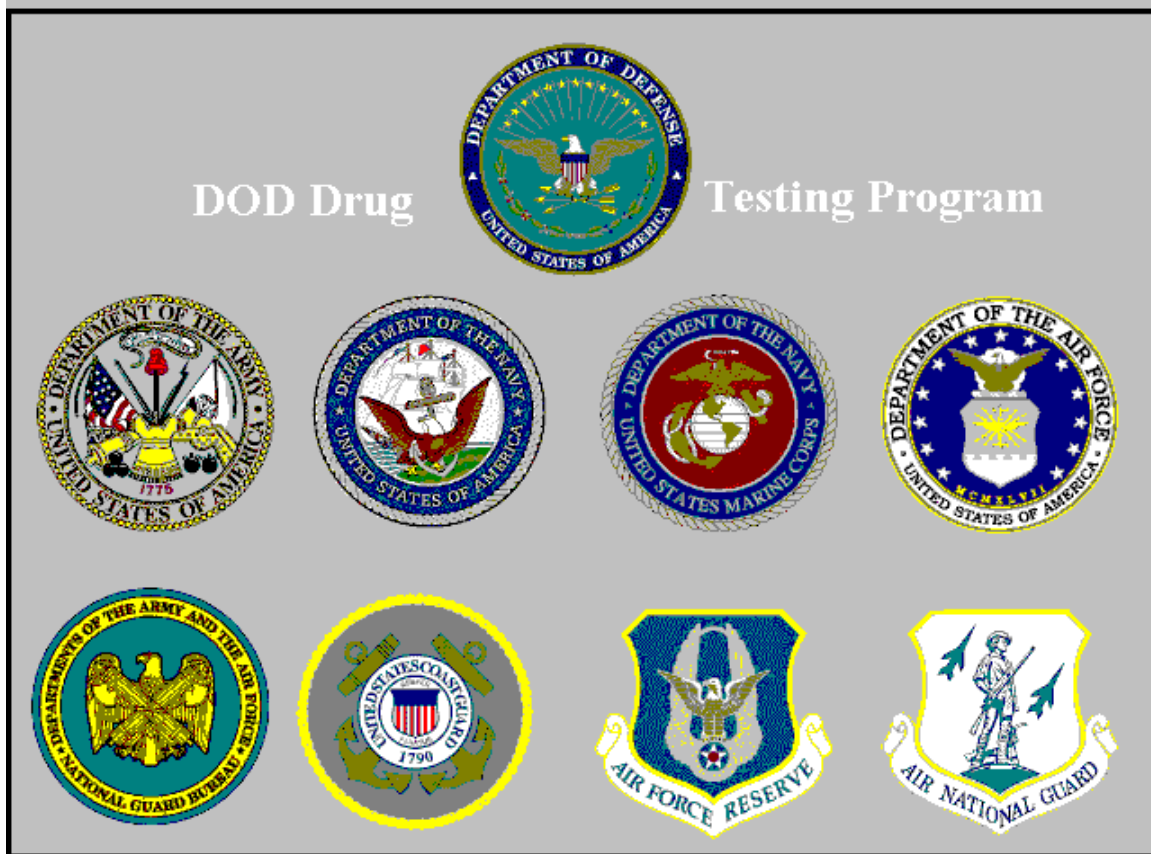 DEPARTMENT OF DEFENSE
UNITED STATES OF AMERICA
DOD Drug
Testing Program
DEPARTMENT OF THE ARMY
UNITED STATES OF AMERICA
1775
DEPARTMENT OF THE NAVY
UNITED STATES OF AMERICA
DEPARTMENT OF THE NAVY
UNITED STATES MARINE CORPS
DEPARTMENT OF THE AIR FORCE
MCMXLVII
UNITED STATES OF AMERICA
DEPARTMENTS OF THE ARMY AND THE AIR FORCE
NATIONAL GUARD BUREAU
UNITED STATES COAST GUARD
1790
AIR FORCE RESERVE
AIR NATIONAL GUARD